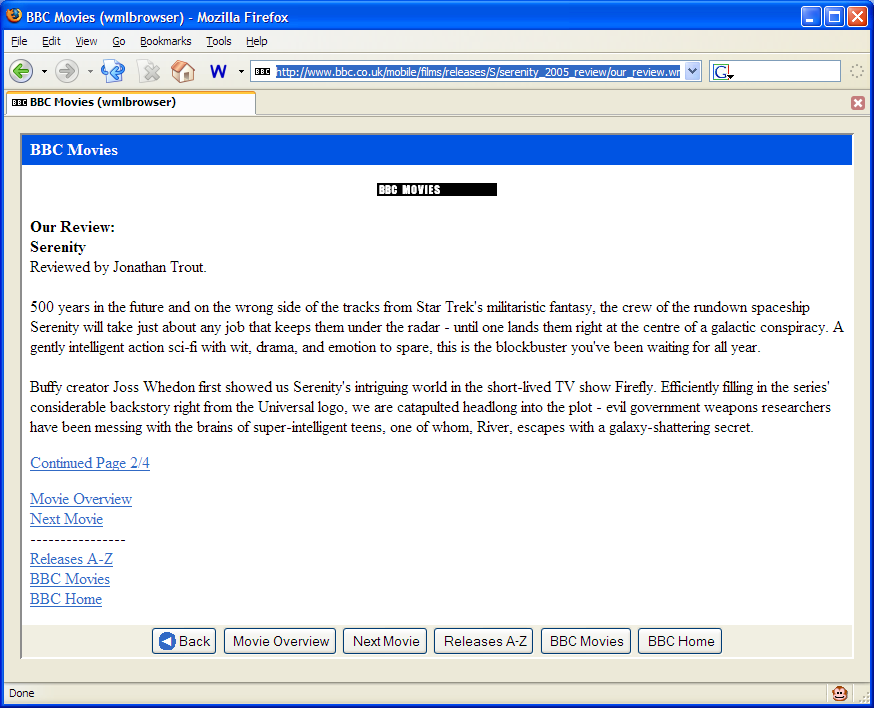 BBC Movies (wmlbrowser) - Mozilla Firefox
File Edit View Go Bookmarks Tools Help
W BBC http://www.bbc.co.uk/mobile/films/releases/S/serenity_2005_review/our_review.wr G
BBC BBC Movies (wmlbrowser)
BBC Movies
BBC MOVIES
Our Review:
Serenity
Reviewed by Jonathan Trout.
500 years in the future and on the wrong side of the tracks from Star Trek's militaristic fantasy, the crew of the rundown spaceship
Serenity will take just about any job that keeps them under the radar - until one lands them right at the centre of a galactic conspiracy. A
gently intelligent action sci-fi with wit, drama, and emotion to spare, this is the blockbuster you've been waiting for all year.
Buffy creator Joss Whedon first showed us Serenity's intriguing world in the short-lived TV show Firefly. Efficiently filling in the series'
considerable backstory right from the Universal logo, we are catapulted headlong into the plot - evil government weapons researchers
have been messing with the brains of super-intelligent teens, one of whom, River, escapes with a galaxy-shattering secret.
Continued Page 2/4
Movie Overview
Next Movie
----------------
Releases A-Z
BBC Movies
BBC Home
Back Movie Overview Next Movie Releases A-Z BBC Movies BBC Home
Done